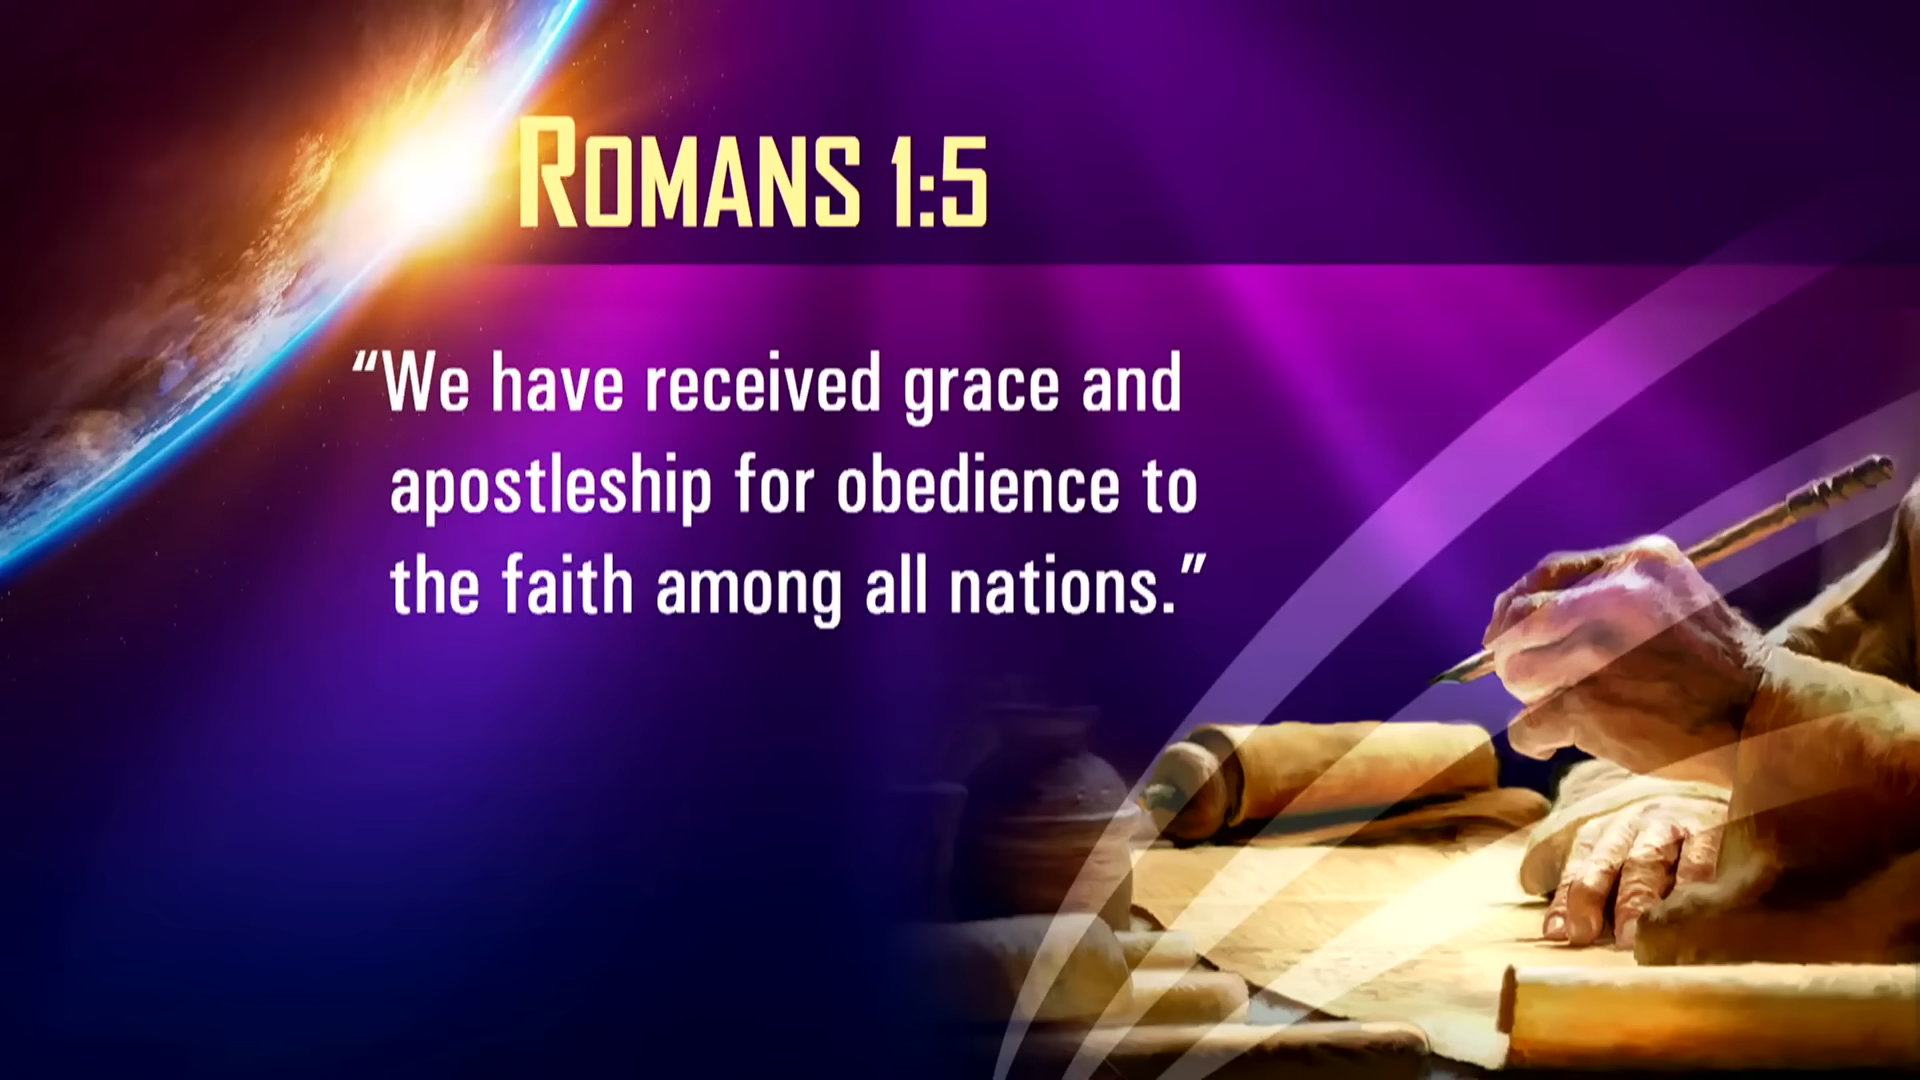 ROMANS 1:5
“We have received grace and
apostleship for obedience to
the faith among all nations.”